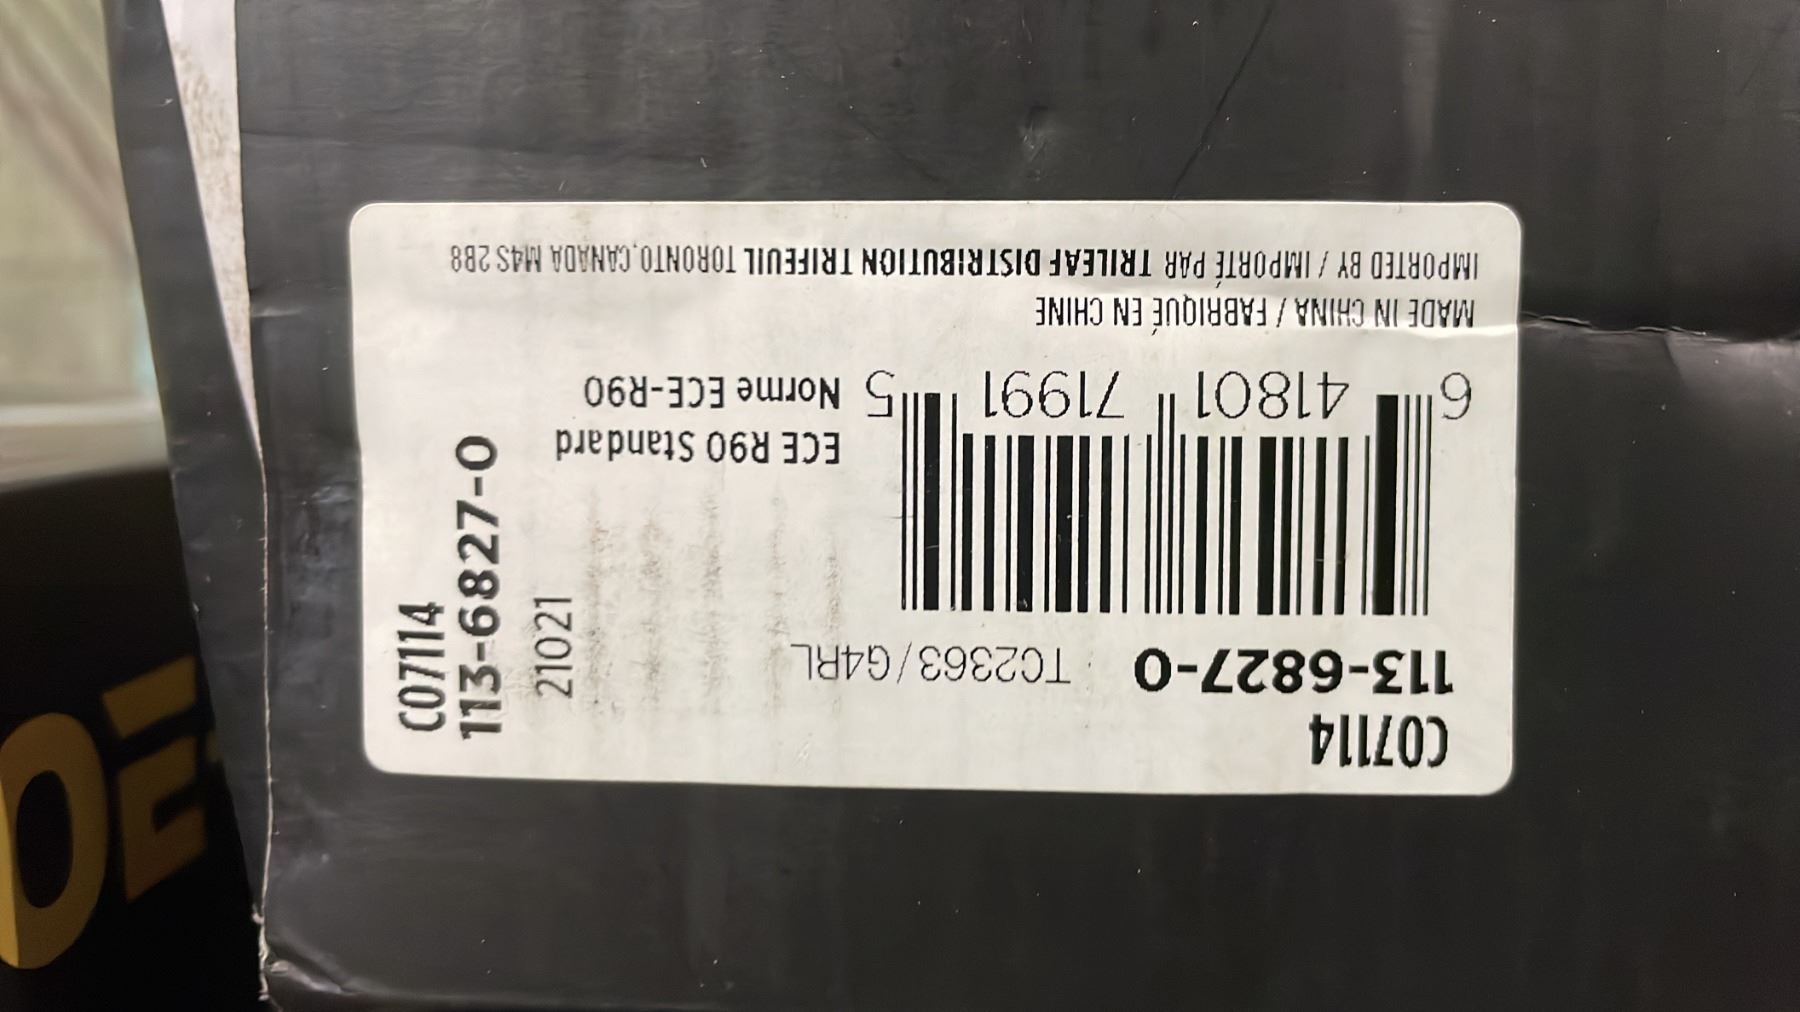 C07114
113-6827-0 TC2363/G4RL
6 41801 71991 5
ECE R90 Standard
Norme ECE-R90
MADE IN CHINA / FABRIQUÉ EN CHINE
IMPORTED BY / IMPORTÉ PAR TRILEAF DISTRIBUTION TRIFEUIL TORONTO,CANADA M4S 2B8
C07114
113-6827-0
21021
OE